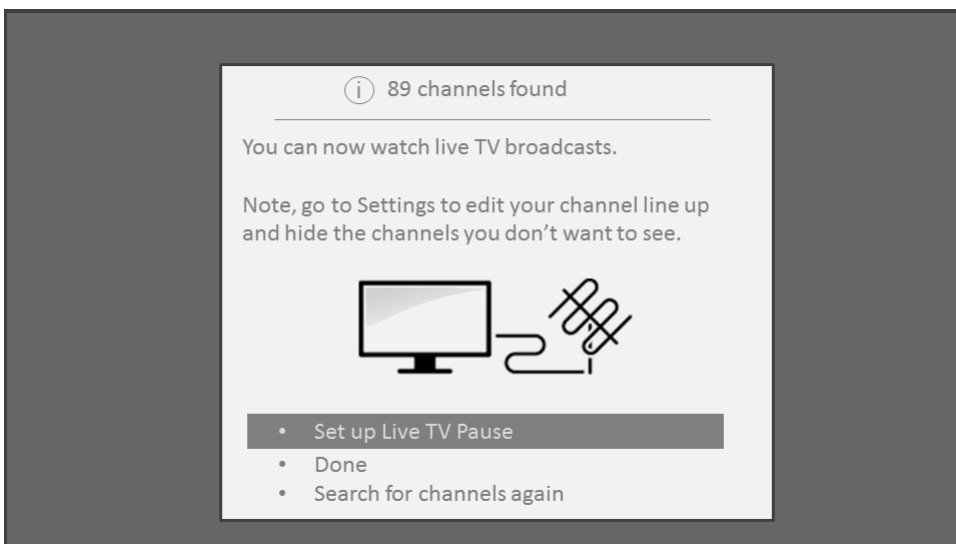 i 89 channels found
You can now watch live TV broadcasts.
Note, go to Settings to edit your channel line up
and hide the channels you don’t want to see.
• Set up Live TV Pause
• Done
• Search for channels again